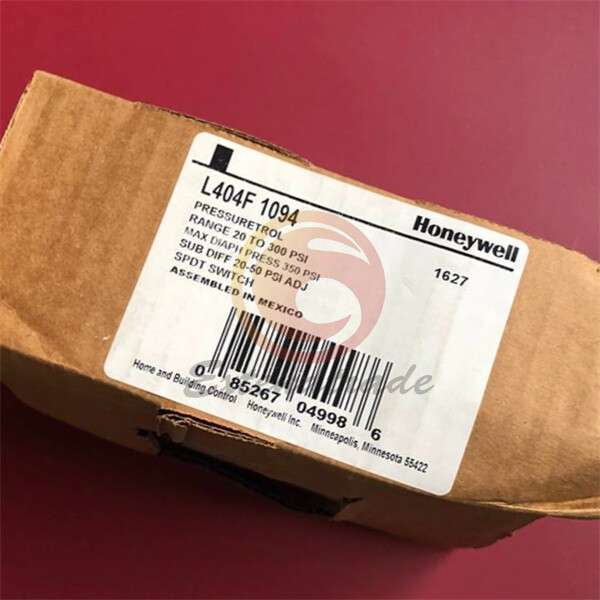 L404F 1094
PRESSURETROL
RANGE 20 TO 300 PSI
MAX DIAPH PRESS 350 PSI
SUB DIFF 20-50 PSI ADJ
SPDT SWITCH
ASSEMBLED IN MEXICO
Honeywell
1627
0 85267 04998 6
Home and Building Control Honeywell Inc. Minneapolis, Minnesota 55422